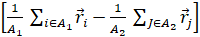 [1/A₁ ∑i∈A₁ r⃗ᵢ − 1/A₂ ∑J∈A₂ r⃗ⱼ]